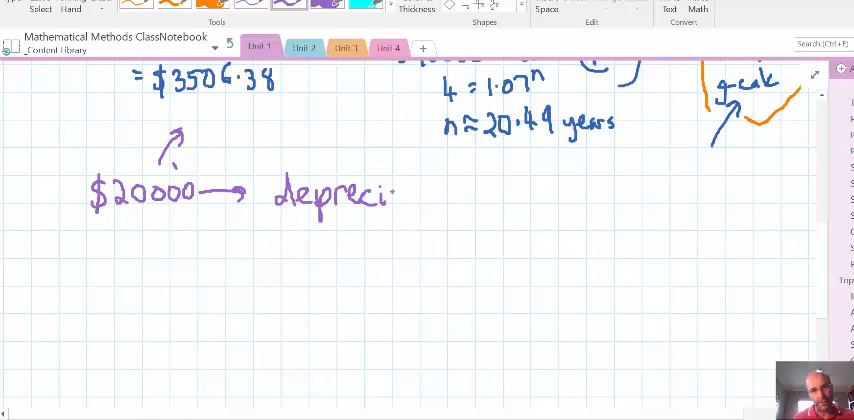 Select
Hand
Thickness
Space
Text
Math
Tools
Shapes
Edit
Convert
Mathematical Methods ClassNotebook
_Content Library
Unit 1
Unit 2
Unit 3
Unit 4
+
Search (Ctrl+E)
= $3506.38
4 = 1.07ⁿ
n ≈ 20.49 years
g-calc
$20000 → depreci